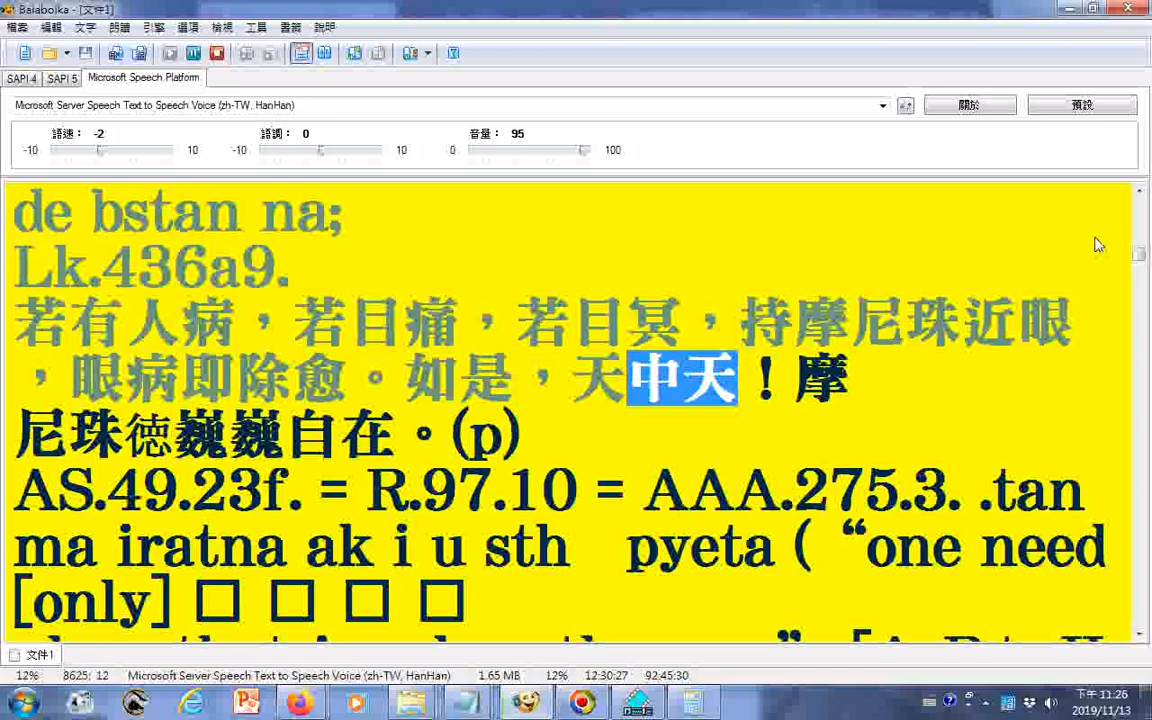 Balabolka - [文件1]
檔案 編輯 文字 朗讀 引擎 選項 檢視 工具 書籤 說明
SAPI 4 SAPI 5 Microsoft Speech Platform
Microsoft Server Speech Text to Speech Voice (zh-TW, HanHan) 關於 預設
語速： -2 語調： 0 音量： 95
-10 10 -10 10 0 100
de bstan na;
Lk.436a9.
若有人病，若目痛，若目冥，持摩尼珠近眼
，眼病即除愈。如是，天中天！摩
尼珠德巍巍自在。(p)
AS.49.23f. = R.97.10 = AAA.275.3. .tan
ma iratna ak i u sth pyeta ( “one need
[only] □ □ □ □
文件1
12% 8625: 12 Microsoft Server Speech Text to Speech Voice (zh-TW, HanHan) 1.65 MB 12% 12:30:27 92:45:30
下午 11:26
2019/11/13